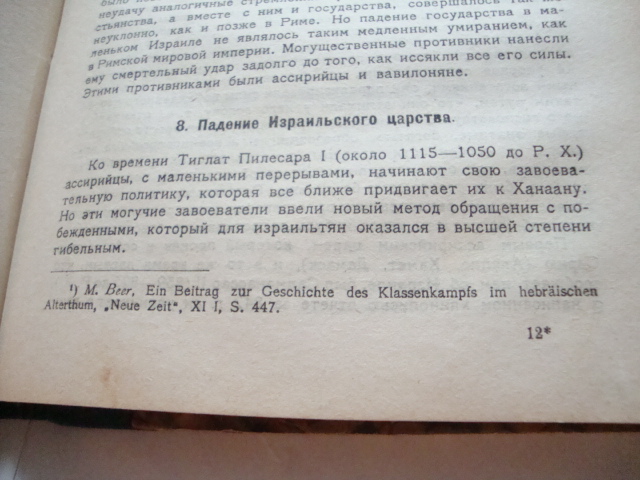 неудачу аналогичные
стьянства, а вместе с ним и государства, совершалось так же
неуклонно, как и позже в Риме. Но падение государства в ма-
леньком Израиле не являлось таким медленным умиранием, как
в Римской мировой империи. Могущественные противники нанесли
ему смертельный удар задолго до того, как иссякли все его силы.
Этими противниками были ассирийцы и вавилоняне.
8. Падение Израильского царства.
Ко времени Тиглат Пилесара I (около 1115—1050 до Р. Х.)
ассирийцы, с маленькими перерывами, начинают свою завоева-
тельную политику, которая все ближе придвигает их к Ханаану.
Но эти могучие завоеватели ввели новый метод обращения с по-
бежденными, который для израильтян оказался в высшей степени
гибельным.
¹) M. Beer, Ein Beitrag zur Geschichte des Klassenkampfs im hebräischen
Alterthum, „Neue Zeit“, XI I, S. 447.
12*